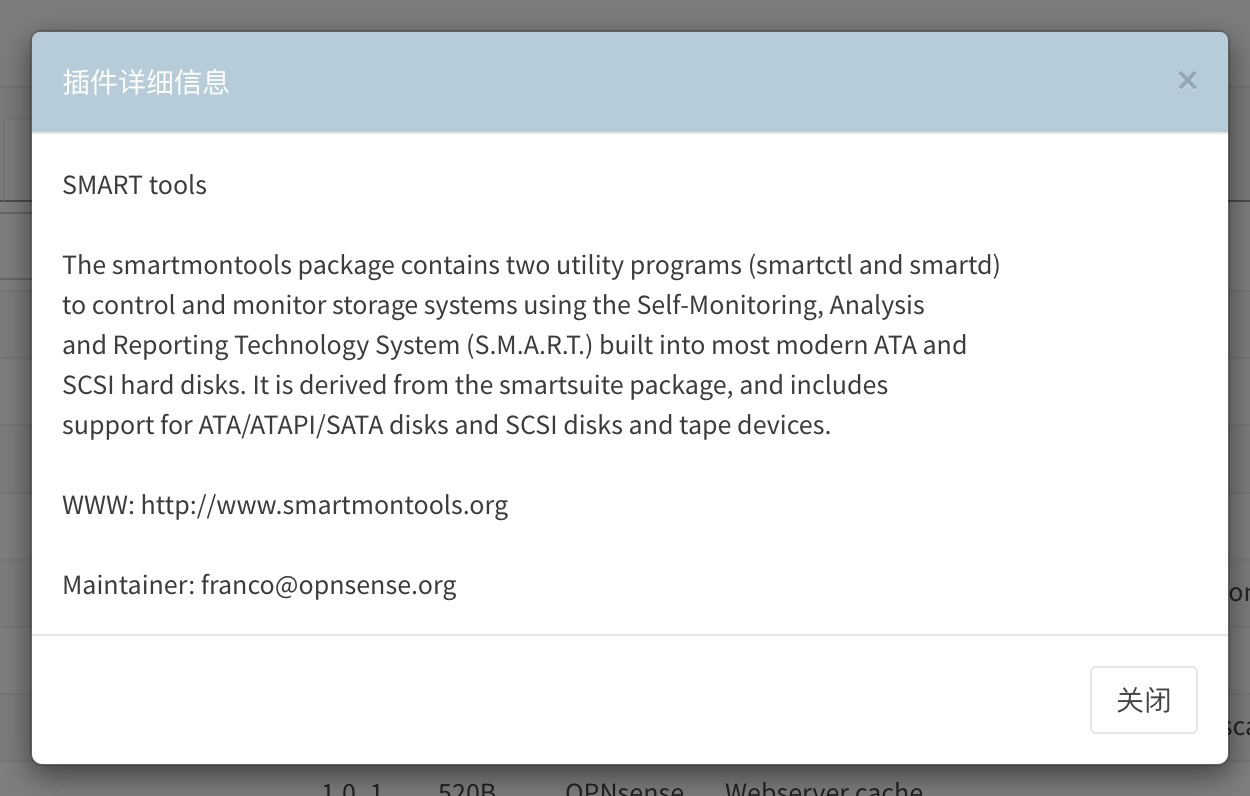 插件详细信息
×
SMART tools
The smartmontools package contains two utility programs (smartctl and smartd)
to control and monitor storage systems using the Self-Monitoring, Analysis
and Reporting Technology System (S.M.A.R.T.) built into most modern ATA and
SCSI hard disks. It is derived from the smartsuite package, and includes
support for ATA/ATAPI/SATA disks and SCSI disks and tape devices.
WWW: http://www.smartmontools.org
Maintainer: franco@opnsense.org
关闭
1.0_1 520B OPNsense Webserver cache